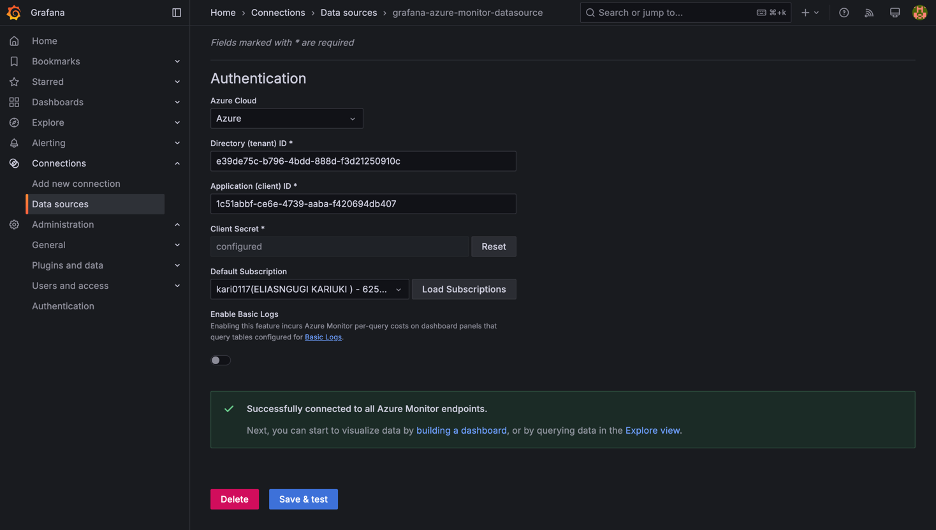 Grafana
Home
Bookmarks
Starred
Dashboards
Explore
Alerting
Connections
Add new connection
Data sources
Administration
General
Plugins and data
Users and access
Authentication
Home › Connections › Data sources › grafana-azure-monitor-datasource
Search or jump to...
⌘+k
Fields marked with * are required
Authentication
Azure Cloud
Azure
Directory (tenant) ID *
e39de75c-b796-4bdd-888d-f3d21250910c
Application (client) ID *
1c51abbf-ce6e-4739-aaba-f420694db407
Client Secret *
configured
Reset
Default Subscription
kari0117(ELIASNGUGI KARIUKI ) - 625...
Load Subscriptions
Enable Basic Logs
Enabling this feature incurs Azure Monitor per-query costs on dashboard panels that
query tables configured for Basic Logs.
Successfully connected to all Azure Monitor endpoints.
Next, you can start to visualize data by building a dashboard, or by querying data in the Explore view.
Delete
Save & test